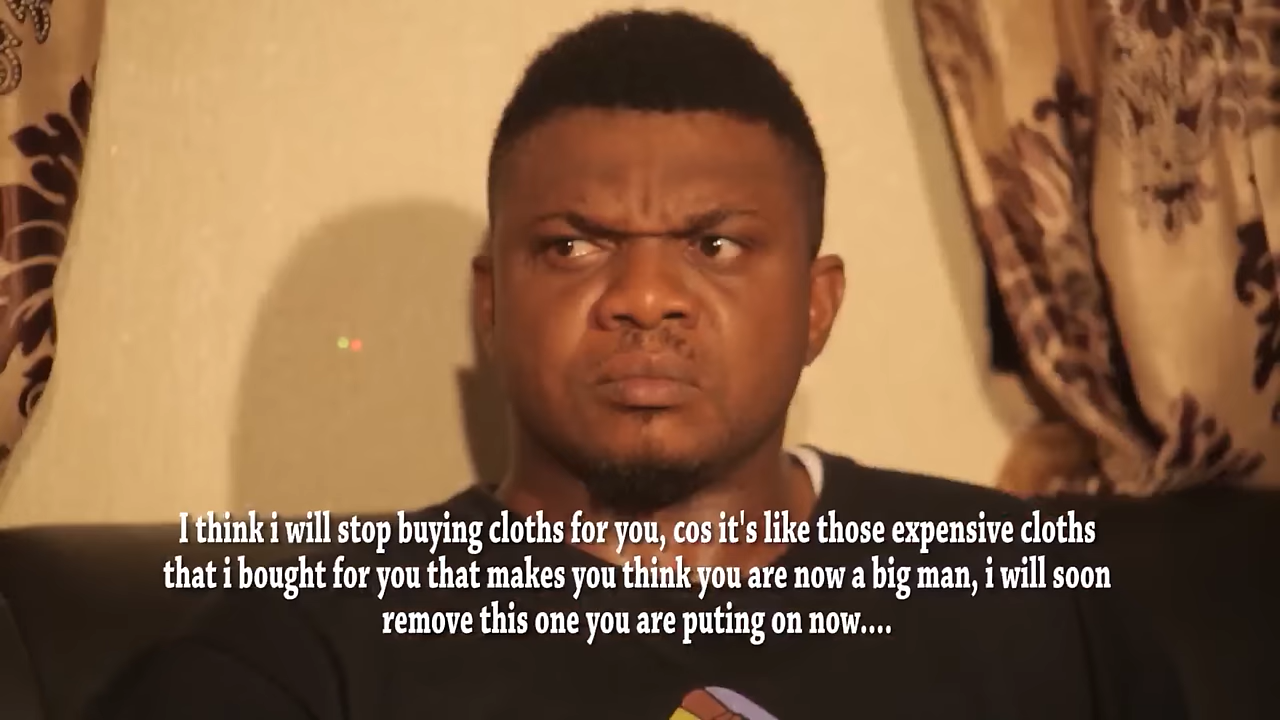 I think i will stop buying cloths for you, cos it's like those expensive cloths
that i bought for you that makes you think you are now a big man, i will soon
remove this one you are puting on now....